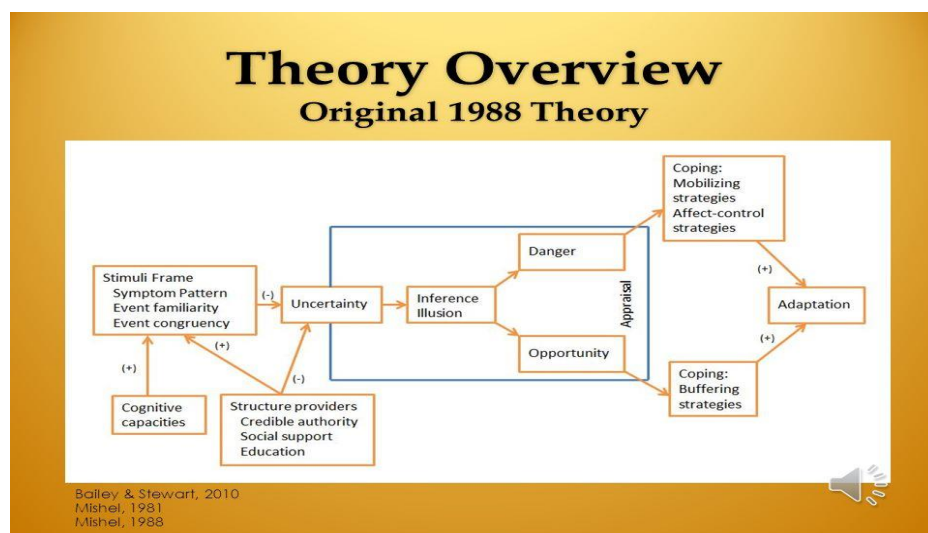 Theory Overview
Original 1988 Theory
Coping:
Mobilizing
strategies
Affect-control
strategies
Danger
(+)
Stimuli Frame
Symptom Pattern
Event familiarity
Event congruency
(-)
Uncertainty
Inference
Illusion
Appraisal
Adaptation
(+)
(+)
(-)
Opportunity
(+)
Cognitive
capacities
Structure providers
Credible authority
Social support
Education
Coping:
Buffering
strategies
Bailey & Stewart, 2010
Mishel, 1981
Mishel, 1988